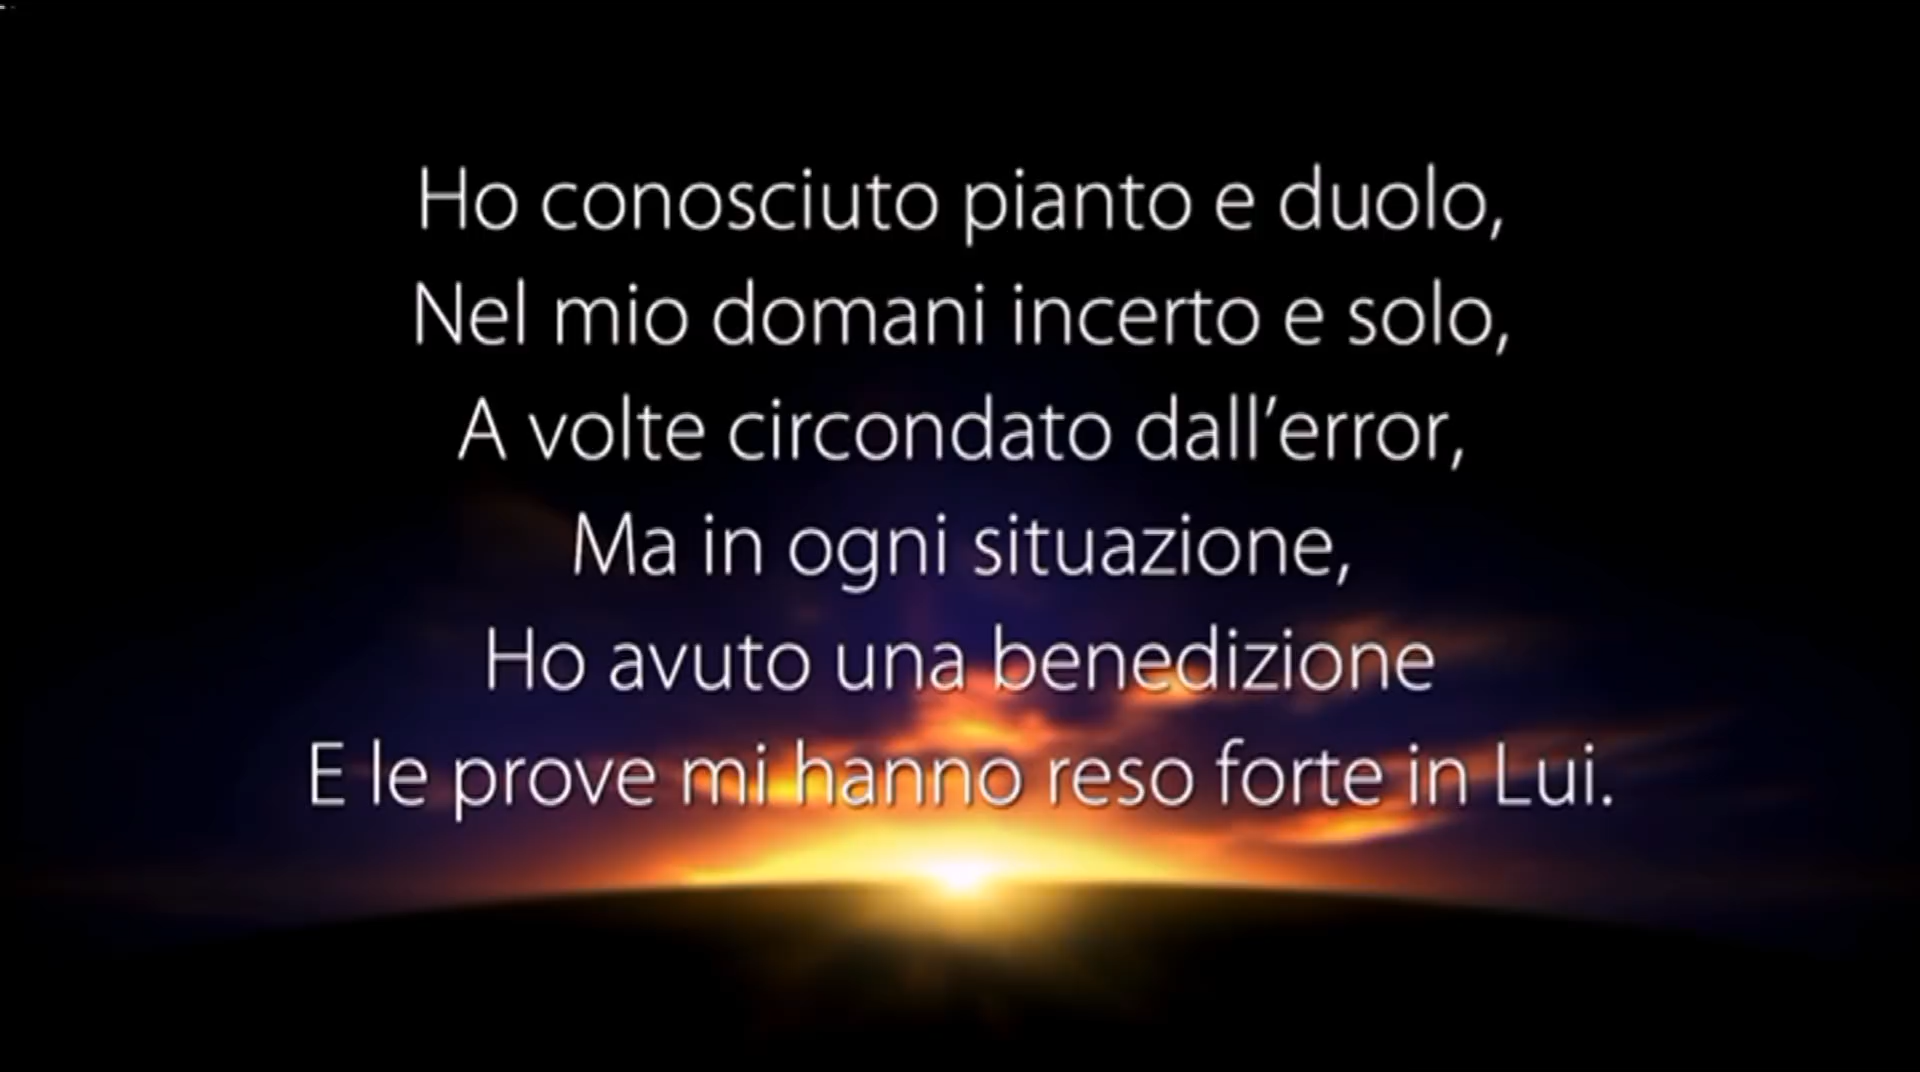 Ho conosciuto pianto e duolo,
Nel mio domani incerto e solo,
A volte circondato dall’error,
Ma in ogni situazione,
Ho avuto una benedizione
E le prove mi hanno reso forte in Lui.